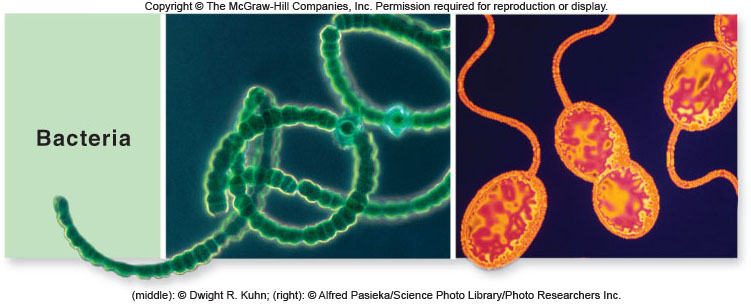 Copyright © The McGraw-Hill Companies, Inc. Permission required for reproduction or display.
Bacteria
(middle): © Dwight R. Kuhn; (right): © Alfred Pasieka/Science Photo Library/Photo Researchers Inc.